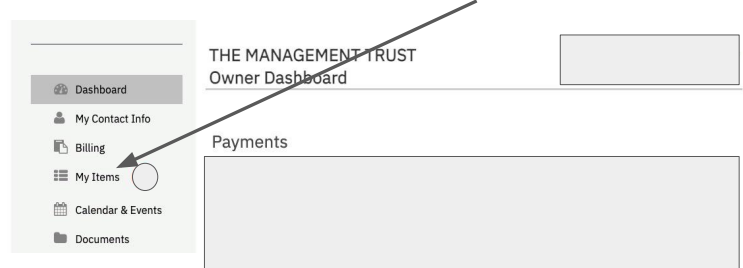 THE MANAGEMENT TRUST
Owner Dashboard
Dashboard
My Contact Info
Billing
My Items
Calendar & Events
Documents
Payments